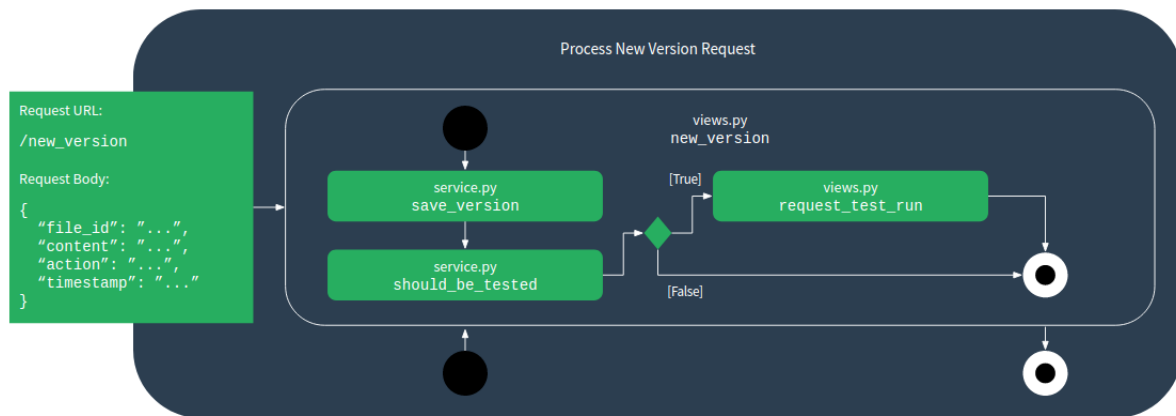 Process New Version Request
Request URL:
/new_version
Request Body:
{
“file_id”: ”...”,
“content”: ”...”,
“action”: ”...”,
“timestamp”: ”...”
}
views.py
new_version
service.py
save_version
service.py
should_be_tested
[True]
views.py
request_test_run
[False]